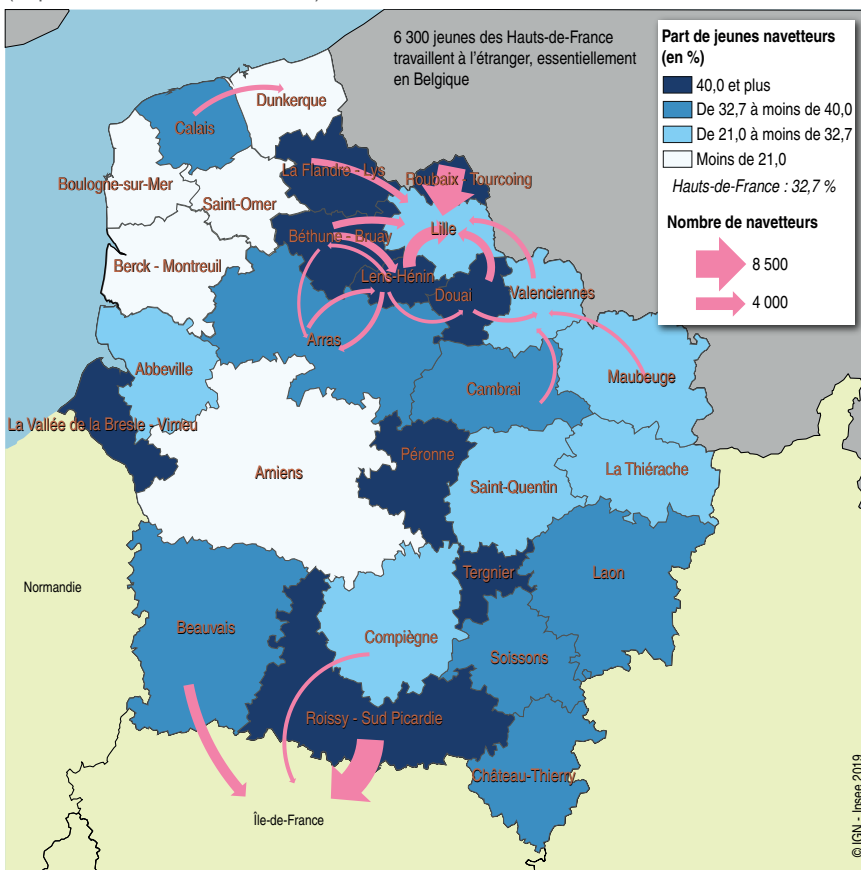 6 300 jeunes des Hauts-de-France
travaillent à l'étranger, essentiellement
en Belgique
Part de jeunes navetteurs
(en %)
40,0 et plus
De 32,7 à moins de 40,0
De 21,0 à moins de 32,7
Moins de 21,0
Hauts-de-France : 32,7 %
Nombre de navetteurs
8 500
4 000
Dunkerque
Calais
La Flandre - Lys
Roubaix - Tourcoing
Boulogne-sur-Mer
Saint-Omer
Lille
Béthune - Bruay
Berck - Montreuil
Lens-Hénin
Douai
Valenciennes
Arras
Abbeville
Cambrai
Maubeuge
La Vallée de la Bresle - Vimeu
Péronne
Amiens
Saint-Quentin
La Thiérache
Tergnier
Laon
Normandie
Beauvais
Compiègne
Soissons
Roissy - Sud Picardie
Château-Thierry
Île-de-France
© IGN - Insee 2019